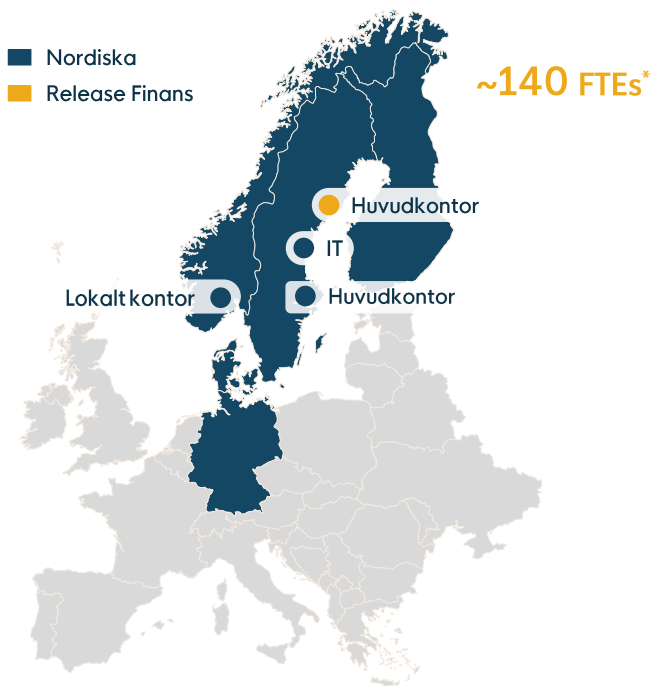 Nordiska
Release Finans
~140 FTEs*
Huvudkontor
IT
Lokalt kontor
Huvudkontor